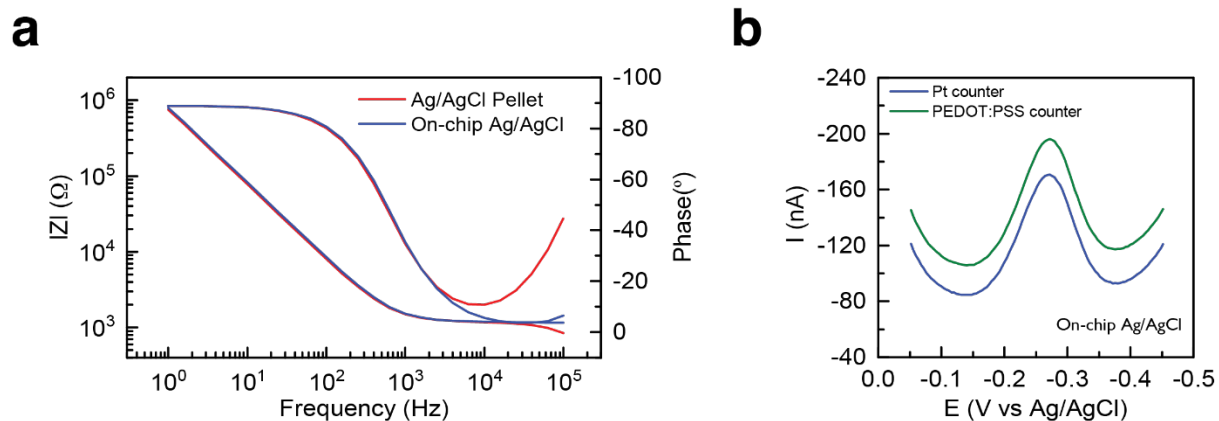 a
b
Ag/AgCl Pellet
On-chip Ag/AgCl
10⁶
10⁵
10⁴
10³
|Z| (Ω)
-100
-80
-60
-40
-20
0
Phase(°)
10⁰ 10¹ 10² 10³ 10⁴ 10⁵
Frequency (Hz)
Pt counter
PEDOT:PSS counter
-240
-200
-160
-120
-80
-40
I (nA)
On-chip Ag/AgCl
0.0 -0.1 -0.2 -0.3 -0.4 -0.5
E (V vs Ag/AgCl)